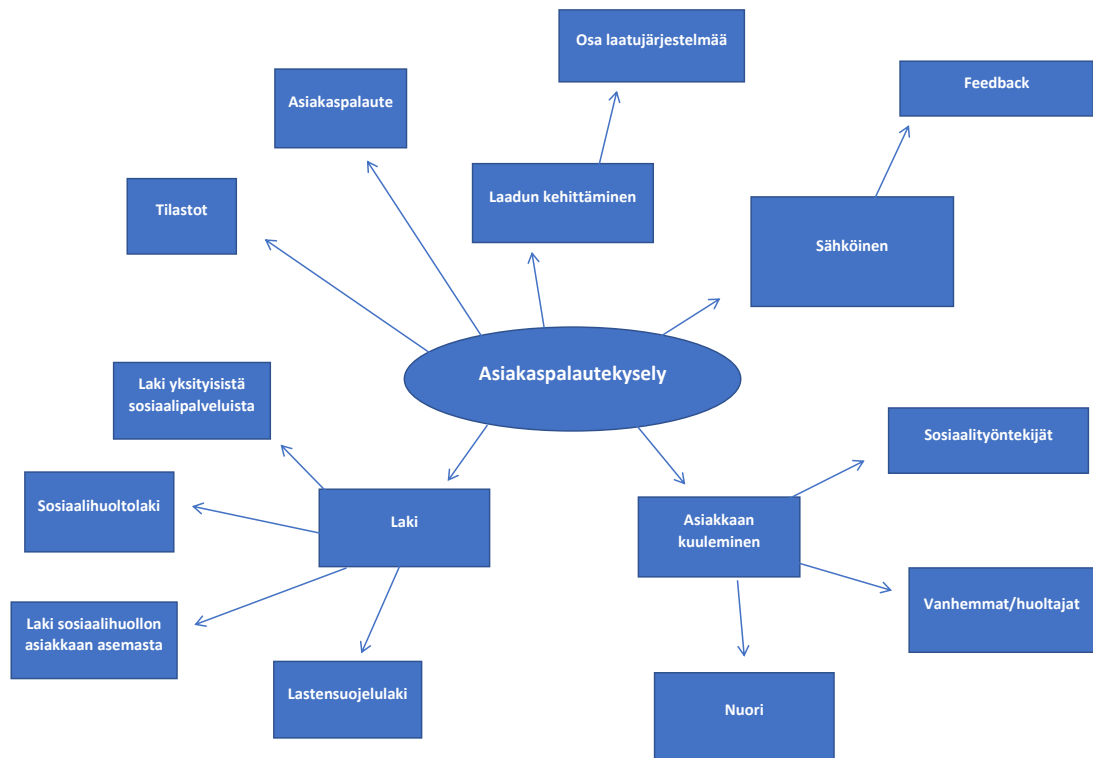 Osa laatujärjestelmää
Feedback
Asiakaspalaute
Laadun kehittäminen
Tilastot
Sähköinen
Asiakaspalautekysely
Laki yksityisistä
sosiaalipalveluista
Sosiaalityöntekijät
Sosiaalihuoltolaki
Laki
Asiakkaan
kuuleminen
Vanhemmat/huoltajat
Laki sosiaalihuollon
asiakkaan asemasta
Lastensuojelulaki
Nuori